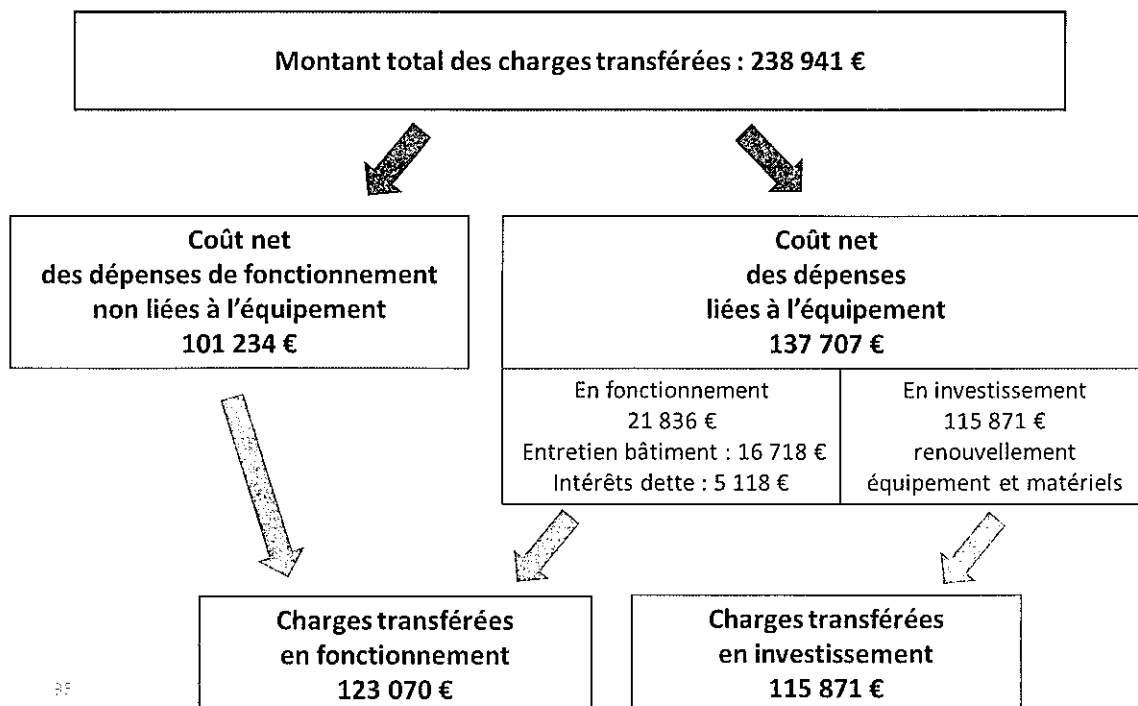 Montant total des charges transférées : 238 941 €
Coût net
des dépenses de fonctionnement
non liées à l'équipement
101 234 €
Coût net
des dépenses
liées à l'équipement
137 707 €
En fonctionnement
21 836 €
Entretien bâtiment : 16 718 €
Intérêts dette : 5 118 €
En investissement
115 871 €
renouvellement
équipement et matériels
Charges transférées
en fonctionnement
123 070 €
Charges transférées
en investissement
115 871 €